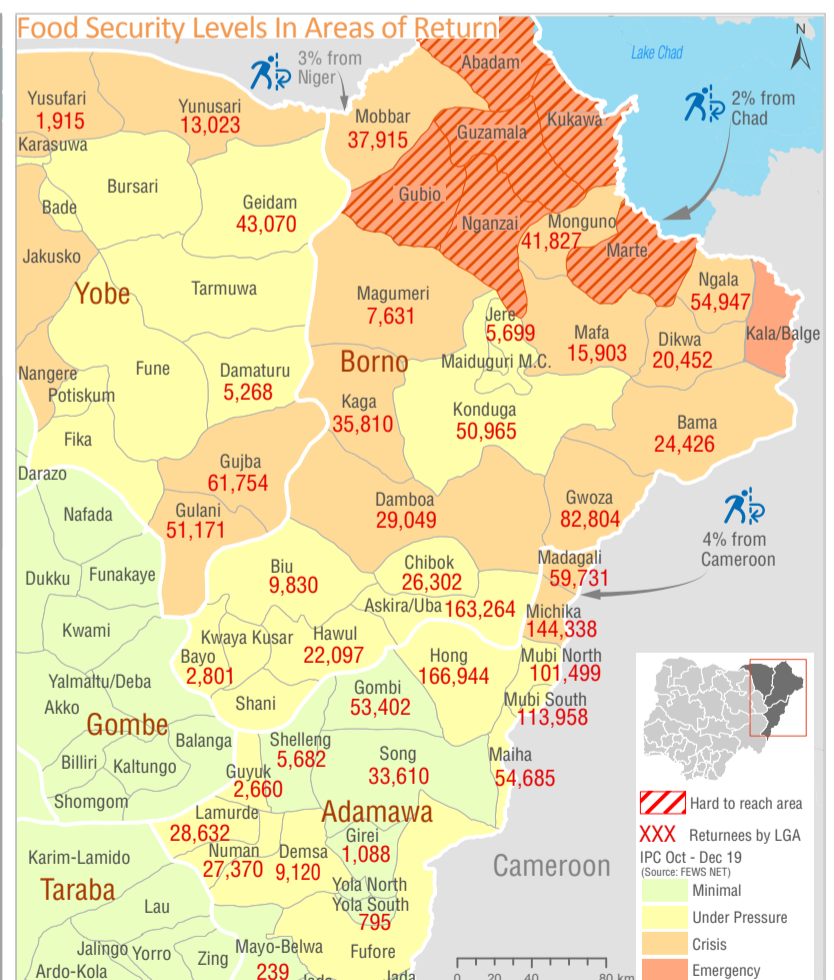 Food Security Levels In Areas of Return
N
Lake Chad
3% from
Niger
2% from
Chad
Abadam
Yusufari
1,915
Yunusari
13,023
Mobbar
37,915
Kukawa
Guzamala
Karasuwa
Bursari
Gubio
Bade
Geidam
43,070
Nganzai
Monguno
41,827
Marte
Jakusko
Yobe
Tarmuwa
Magumeri
7,631
Ngala
54,947
Jere
5,699
Mafa
15,903
Dikwa
20,452
Kala/Balge
Borno
Maiduguri M.C.
Nangere
Fune
Damaturu
5,268
Potiskum
Kaga
35,810
Konduga
50,965
Bama
24,426
Fika
Darazo
Gujba
61,754
Gulani
51,171
Damboa
29,049
Gwoza
82,804
Nafada
4% from
Cameroon
Dukku
Funakaye
Biu
9,830
Chibok
26,302
Madagali
59,731
Askira/Uba 163,264
Michika
144,338
Kwami
Kwaya Kusar
Hawul
22,097
Bayo
2,801
Hong
166,944
Mubi North
101,499
Yalmaltu/Deba
Akko
Shani
Gombi
53,402
Mubi South
113,958
Gombe
Balanga
Shelleng
5,682
Song
33,610
Maiha
54,685
Billiri
Kaltungo
Guyuk
2,660
Shomgom
Lamurde
28,632
Adamawa
Girei
1,088
Karim-Lamido
Numan
27,370
Demsa
9,120
Cameroon
Taraba
Yola North
Yola South
795
Lau
Jalingo
Yorro
Zing
Mayo-Belwa
239
Fufore
Ardo-Kola
Jada
Hard to reach area
XXX Returnees by LGA
IPC Oct - Dec 19
(Source: FEWS NET)
Minimal
Under Pressure
Crisis
Emergency
0 20 40 80 km